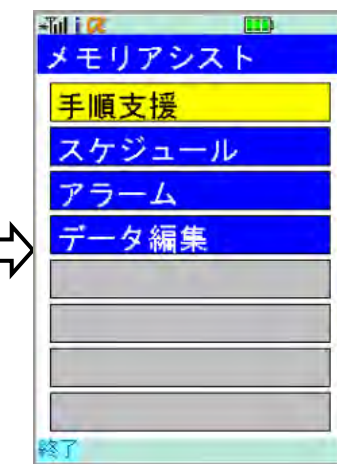 i α
メモリアシスト
手順支援
スケジュール
アラーム
データ編集
終了